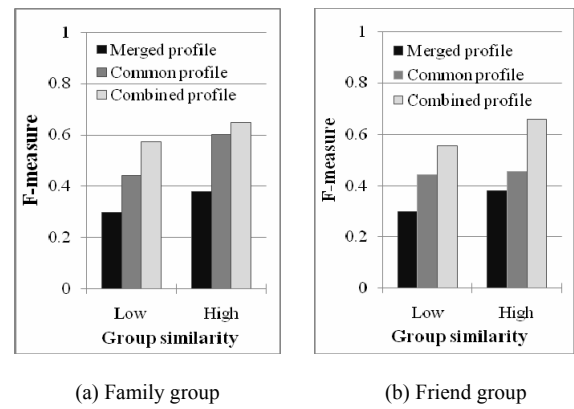 1
Merged profile
Common profile
Combined profile
0.8
0.6
0.4
0.2
0
F-measure
Low
High
Group similarity
(a) Family group
1
Merged profile
Common profile
Combined profile
0.8
0.6
0.4
0.2
0
F-measure
Low
High
Group similarity
(b) Friend group